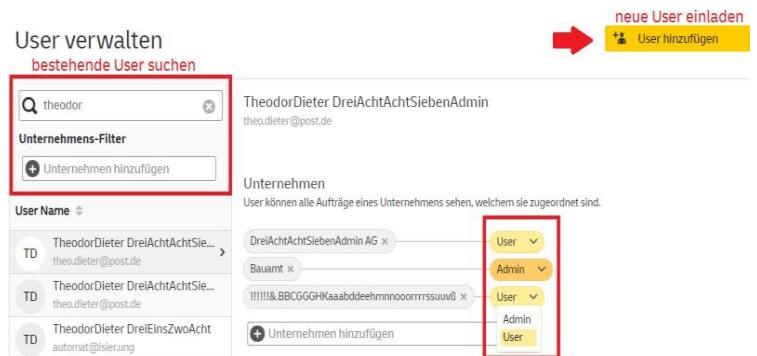 neue User einladen
User verwalten
User hinzufügen
bestehende User suchen
theodor
TheodorDieter DreiAchtAchtSiebenAdmin
theo.dieter@post.de
Unternehmens-Filter
Unternehmen hinzufügen
Unternehmen
User können alle Aufträge eines Unternehmens sehen, welchem sie zugeordnet sind.
User Name
DreiAchtAchtSiebenAdmin AG × User
TD TheodorDieter DreiAchtAchtSie...
theo.dieter@post.de
Bauamt × Admin
TD TheodorDieter DreiAchtAchtSie...
theo.dieter@post.de
!!!!!!&.BBCGGGHKaaabddeehmnnooorrrrssuuvß × User
Admin
User
Unternehmen hinzufügen
TD TheodorDieter DreiEinsZwoAcht
automat@isier.ung